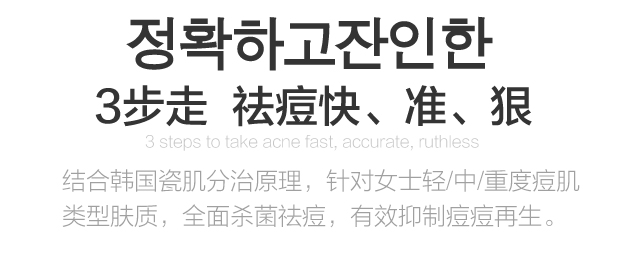 정확하고잔인한
3步走 祛痘快、准、狠
3 steps to take acne fast, accurate, ruthless
结合韩国瓷肌分治原理，针对女士轻/中/重度痘肌
类型肤质，全面杀菌祛痘，有效抑制痘痘再生。